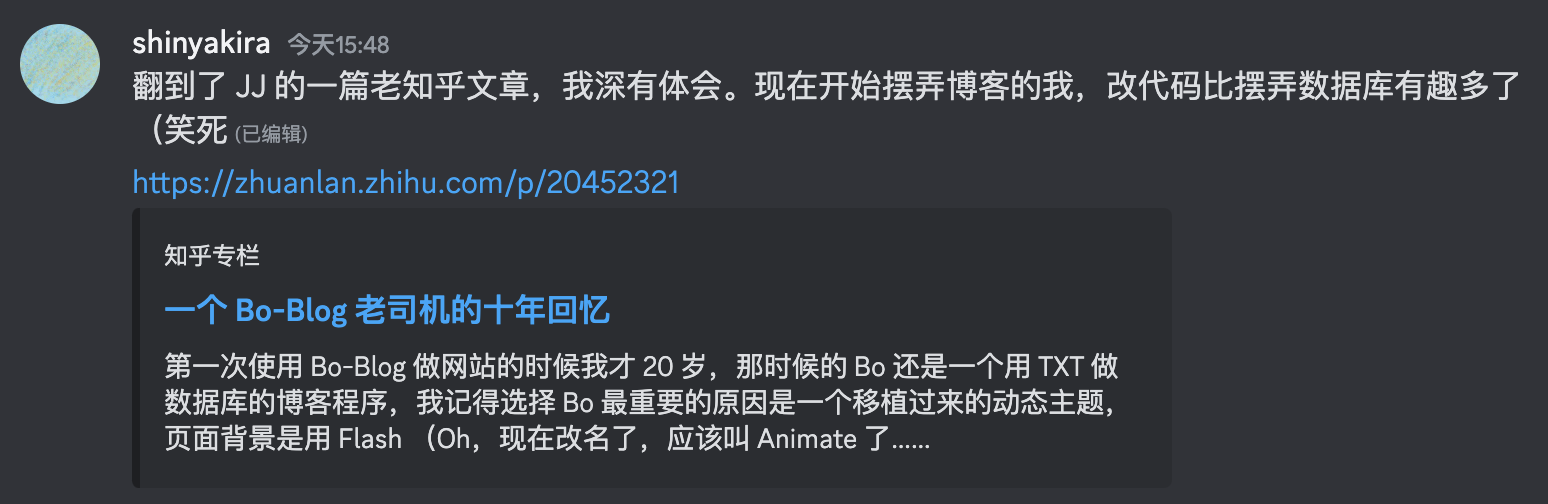 shinyakira 今天15:48
翻到了 JJ 的一篇老知乎文章，我深有体会。现在开始摆弄博客的我，改代码比摆弄数据库有趣多了
（笑死 (已编辑)
https://zhuanlan.zhihu.com/p/20452321
知乎专栏
一个 Bo-Blog 老司机的十年回忆
第一次使用 Bo-Blog 做网站的时候我才 20 岁，那时候的 Bo 还是一个用 TXT 做
数据库的博客程序，我记得选择 Bo 最重要的原因是一个移植过来的动态主题，
页面背景是用 Flash （Oh，现在改名了，应该叫 Animate 了……